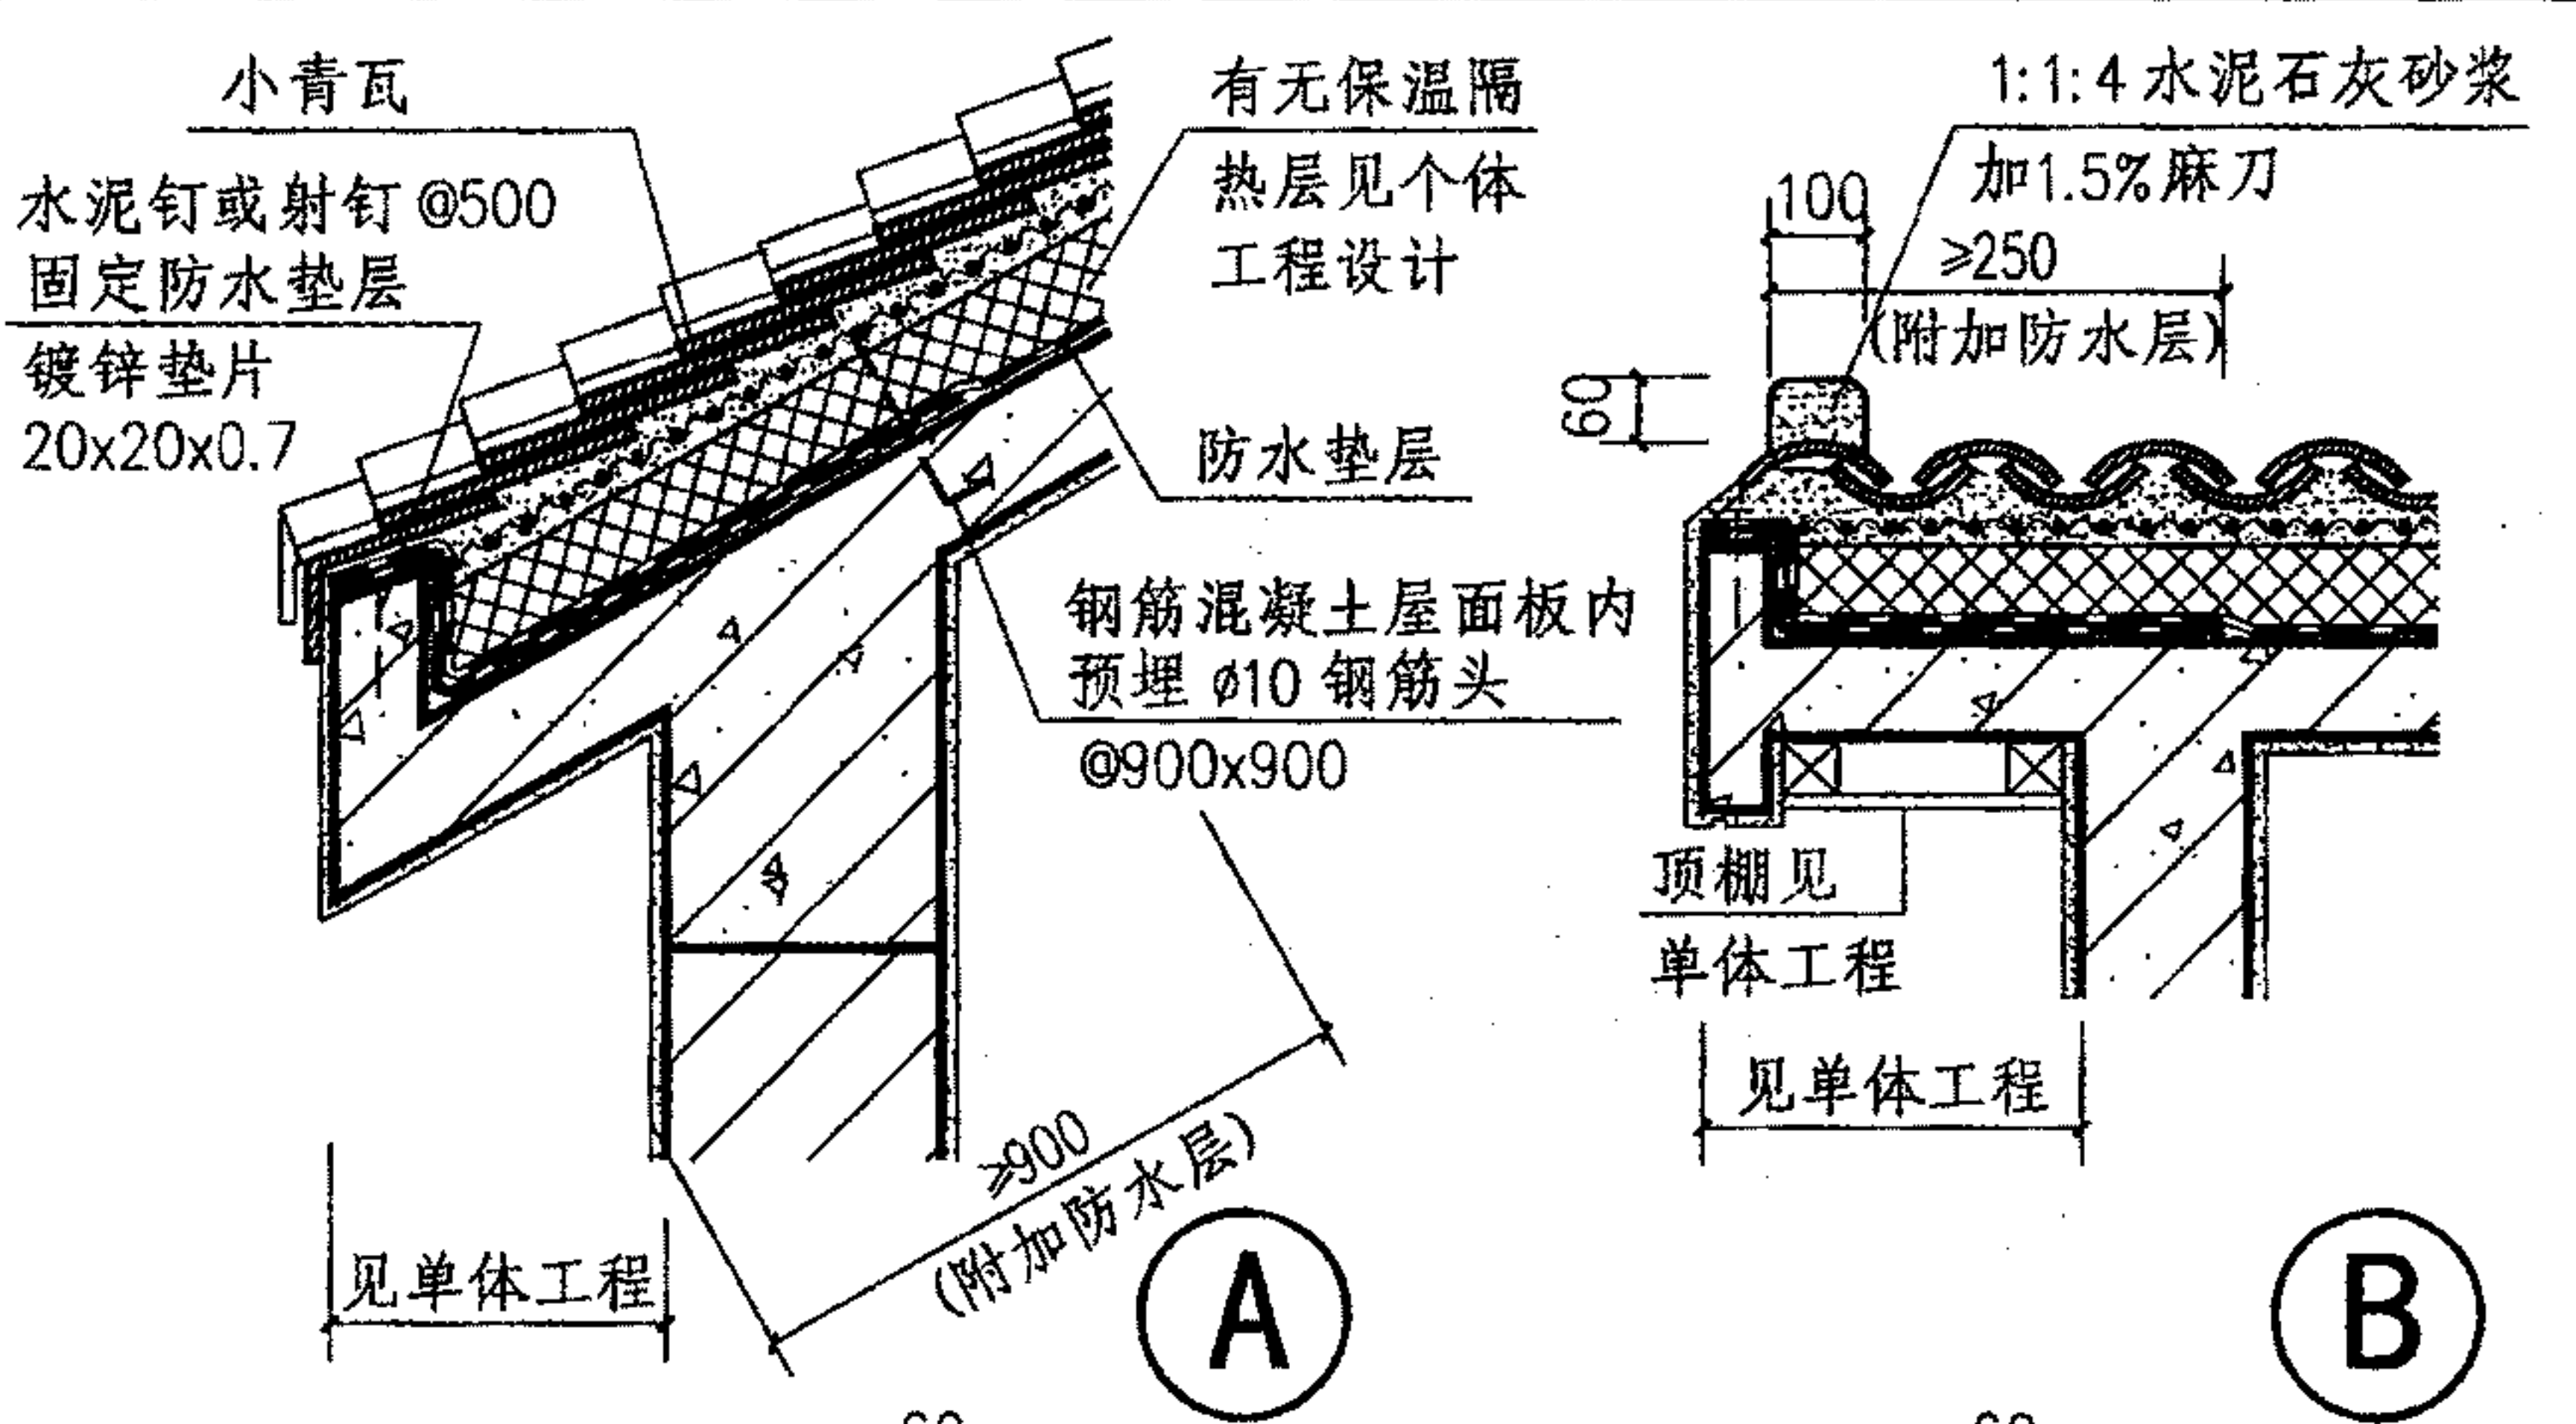 小青瓦
水泥钉或射钉@500
固定防水垫层
镀锌垫片
20x20x0.7
有无保温隔
热层见个体
工程设计
防水垫层
钢筋混凝土屋面板内
预埋 ø10 钢筋头
@900x900
≥900
(附加防水层)
见单体工程
A
1:1:4 水泥石灰砂浆
加1.5%麻刀
100
≥250
(附加防水层)
60
顶棚见
单体工程
见单体工程
B